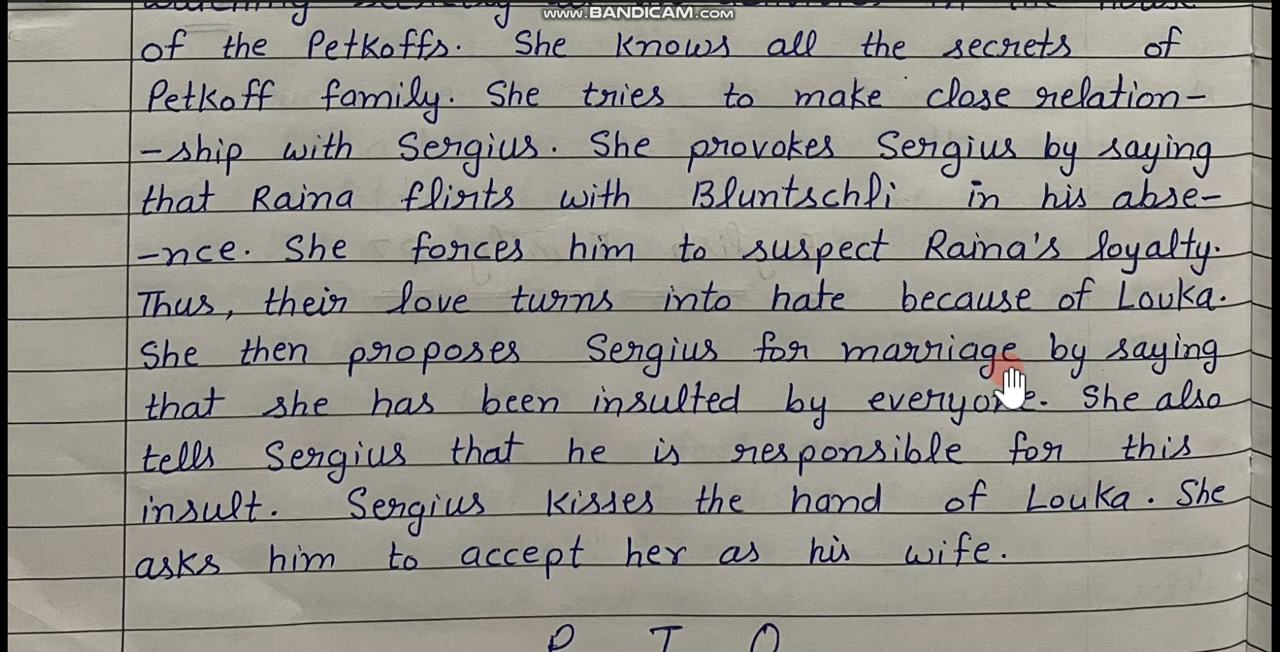 www.BANDICAM.com
of the Petkoffs. She knows all the secrets of
Petkoff family. She tries to make close relation-
-ship with Sergius. She provokes Sergius by saying
that Raina flirts with Bluntschli in his abse-
-nce. She forces him to suspect Raina's loyalty.
Thus, their love turns into hate because of Louka.
She then proposes Sergius for marriage by saying
that she has been insulted by everyone. She also
tells Sergius that he is responsible for this
insult. Sergius kisses the hand of Louka. She
asks him to accept her as his wife.
P T O